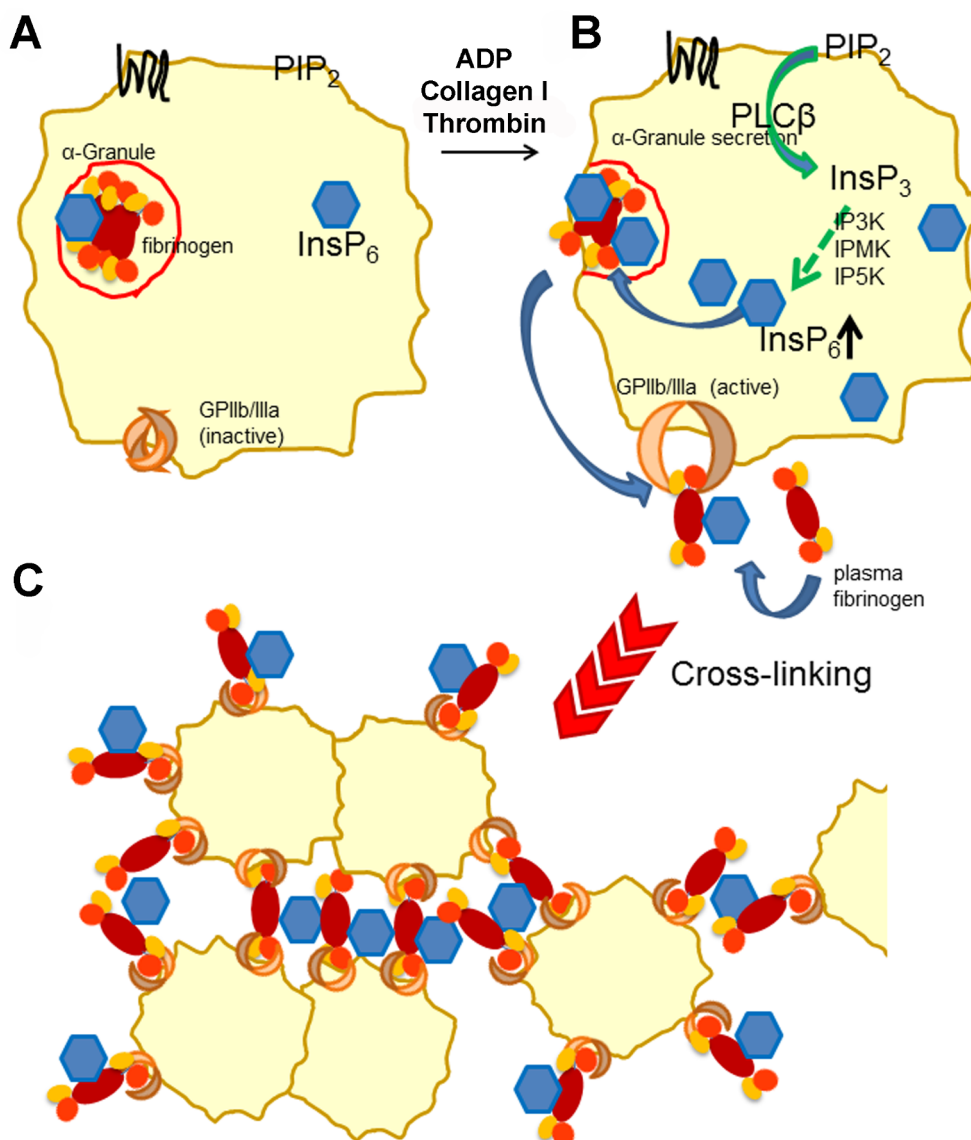 A
PIP₂
α-Granule
fibrinogen
InsP₆
GPIIb/IIIa
(inactive)
ADP
Collagen I
Thrombin
B
PIP₂
PLCβ
α-Granule secretion
InsP₃
IP3K
IPMK
IP5K
InsP₆
GPIIb/IIIa (active)
plasma
fibrinogen
C
Cross-linking